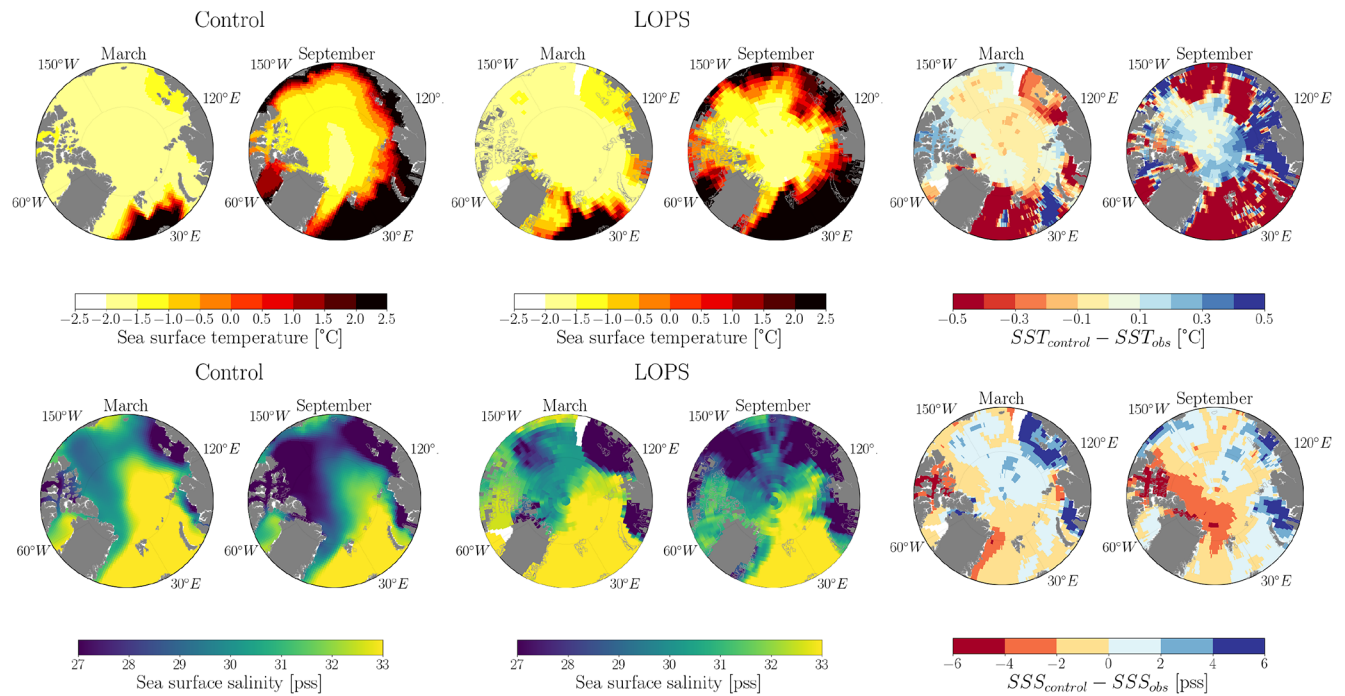 Control LOPS
March September March September March September
150°W 120°E 150°W 120°. 150°W 120°E 150°W 120°. 150°W 120°E 150°W 120°E
60°W 30°E 60°W 30°E 60°W 30°E 60°W 30°E 60°W 30°E 60°W 30°E
−2.5 −2.0 −1.5 −1.0 −0.5 0.0 0.5 1.0 1.5 2.0 2.5
Sea surface temperature [°C]
−2.5 −2.0 −1.5 −1.0 −0.5 0.0 0.5 1.0 1.5 2.0 2.5
Sea surface temperature [°C]
−0.5 −0.3 −0.1 0.1 0.3 0.5
SST_control − SST_obs [°C]
Control LOPS
March September March September March September
150°W 120°E 150°W 120°. 150°W 120°E 150°W 120°. 150°W 120°E 150°W 120°E
60°W 30°E 60°W 30°E 60°W 30°E 60°W 30°E 60°W 30°E 60°W 30°E
27 28 29 30 31 32 33
Sea surface salinity [pss]
27 28 29 30 31 32 33
Sea surface salinity [pss]
−6 −4 −2 0 2 4 6
SSS_control − SSS_obs [pss]